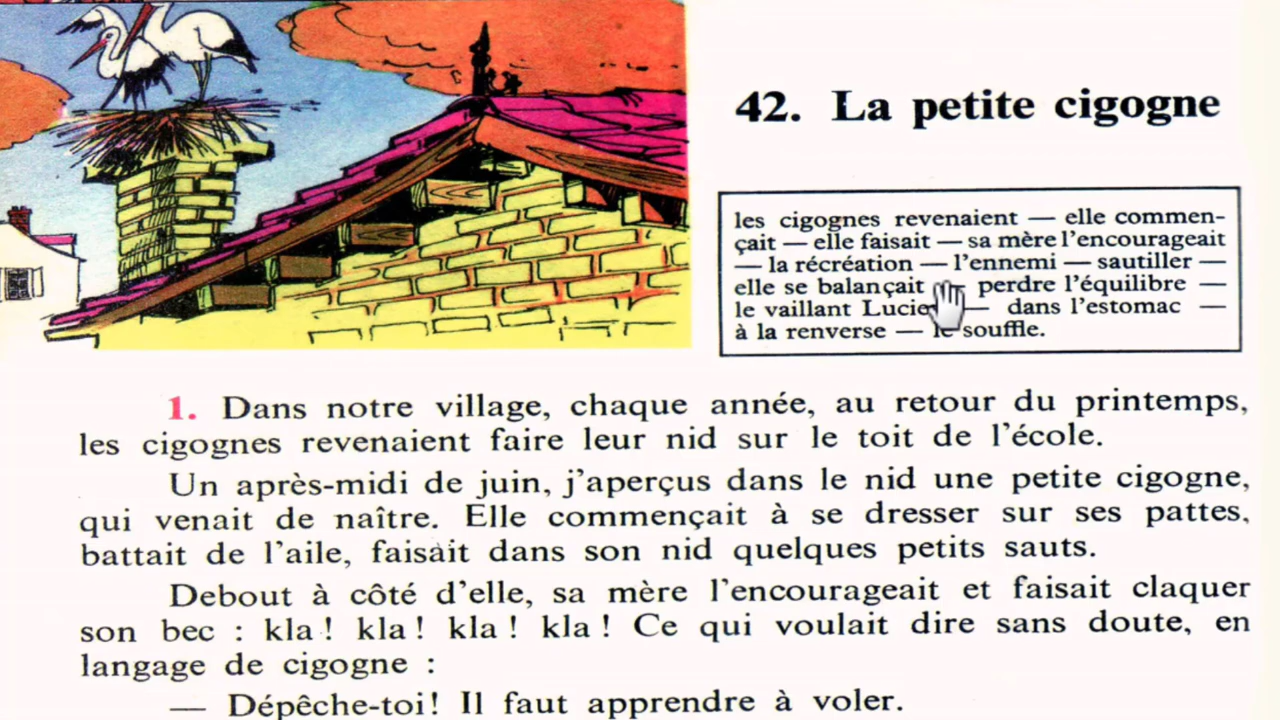 42. La petite cigogne
les cigognes revenaient — elle commen-
çait — elle faisait — sa mère l'encourageait
— la récréation — l'ennemi — sautiller —
elle se balançait — perdre l'équilibre —
le vaillant Lucie — dans l'estomac —
à la renverse — le souffle.
1. Dans notre village, chaque année, au retour du printemps,
les cigognes revenaient faire leur nid sur le toit de l'école.
Un après-midi de juin, j'aperçus dans le nid une petite cigogne,
qui venait de naître. Elle commençait à se dresser sur ses pattes,
battait de l'aile, faisait dans son nid quelques petits sauts.
Debout à côté d'elle, sa mère l'encourageait et faisait claquer
son bec : kla ! kla ! kla ! kla ! Ce qui voulait dire sans doute, en
langage de cigogne :
— Dépêche-toi ! Il faut apprendre à voler.